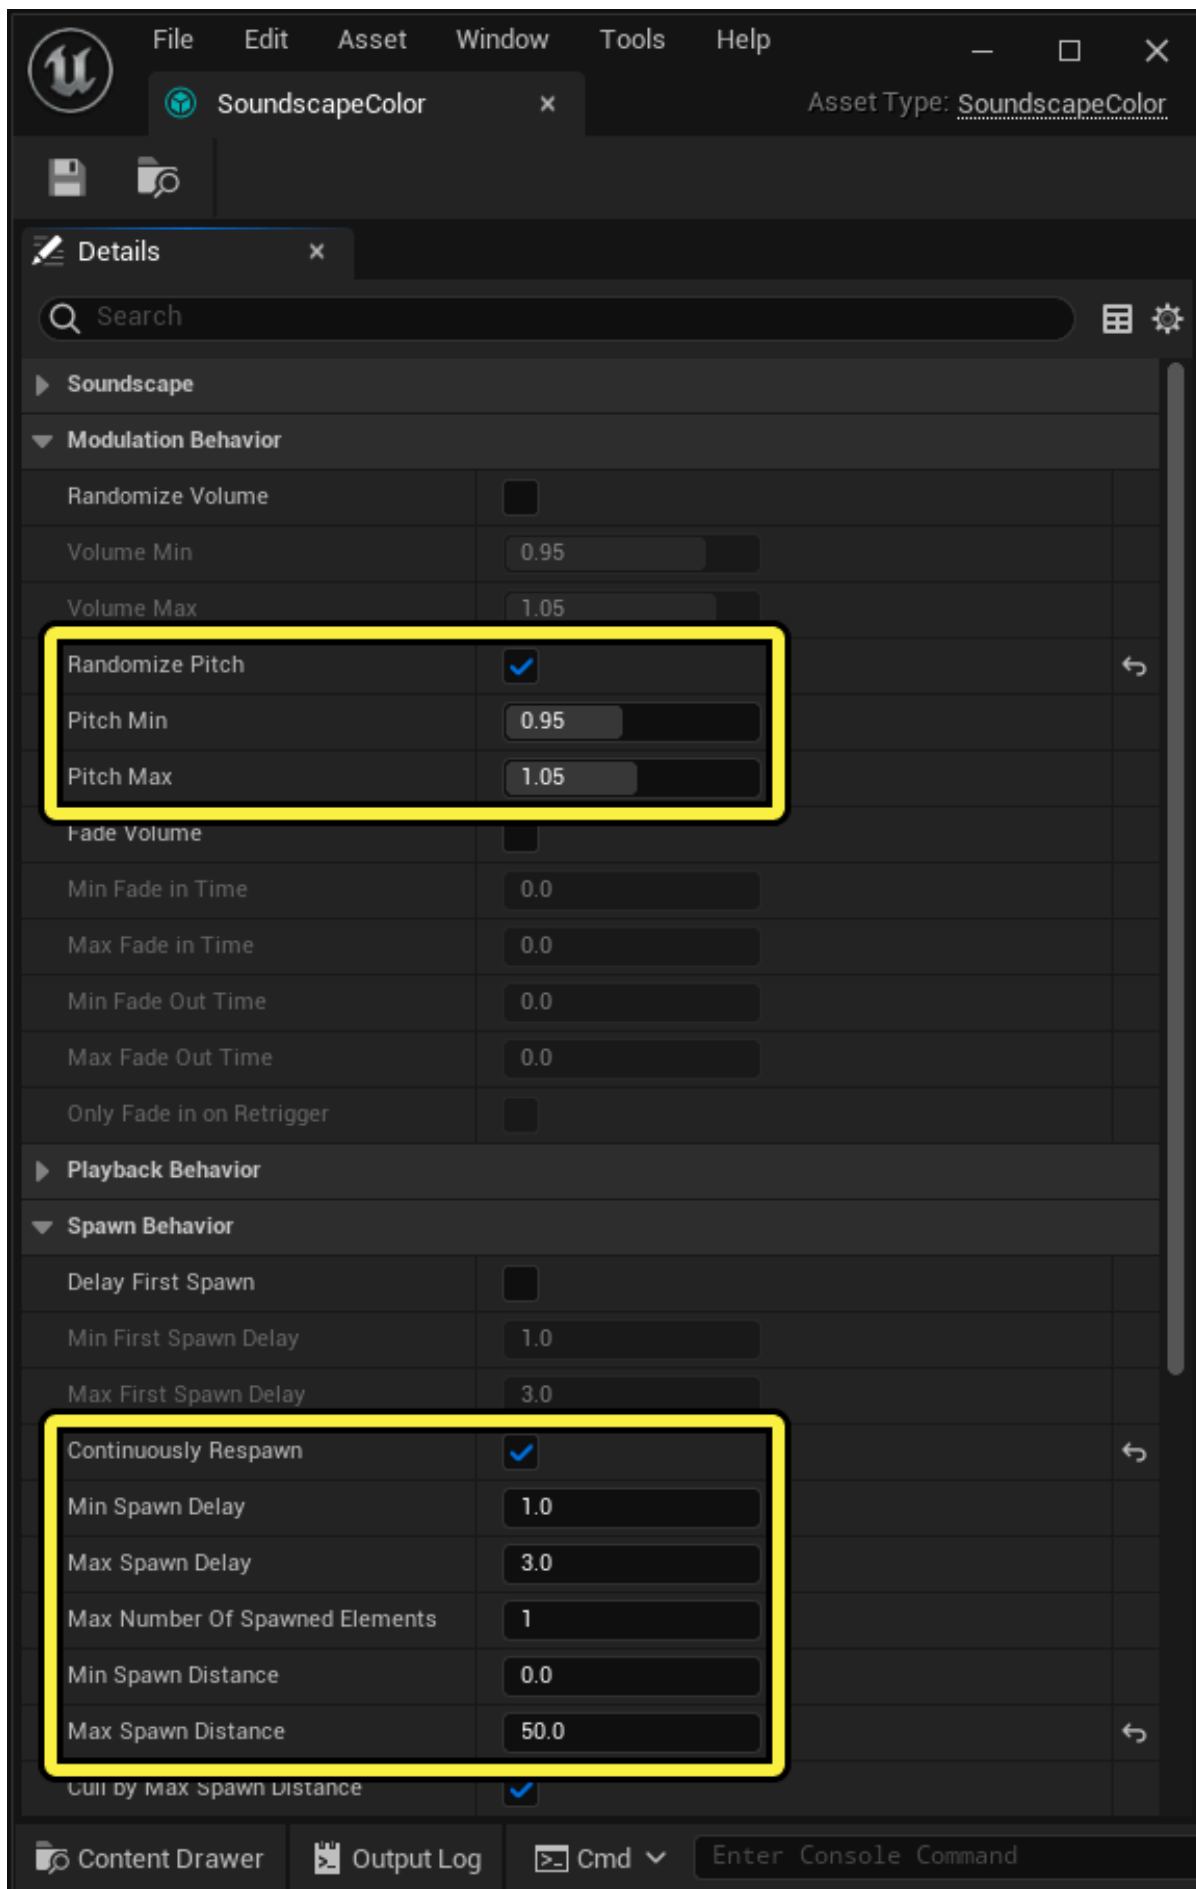 File Edit Asset Window Tools Help
SoundscapeColor Asset Type: SoundscapeColor
Details
Search
Soundscape
Modulation Behavior
Randomize Volume
Volume Min 0.95
Volume Max 1.05
Randomize Pitch
Pitch Min 0.95
Pitch Max 1.05
Fade Volume
Min Fade in Time 0.0
Max Fade in Time 0.0
Min Fade Out Time 0.0
Max Fade Out Time 0.0
Only Fade in on Retrigger
Playback Behavior
Spawn Behavior
Delay First Spawn
Min First Spawn Delay 1.0
Max First Spawn Delay 3.0
Continuously Respawn
Min Spawn Delay 1.0
Max Spawn Delay 3.0
Max Number Of Spawned Elements 1
Min Spawn Distance 0.0
Max Spawn Distance 50.0
Cull by Max Spawn Distance
Content Drawer Output Log Cmd Enter Console Command